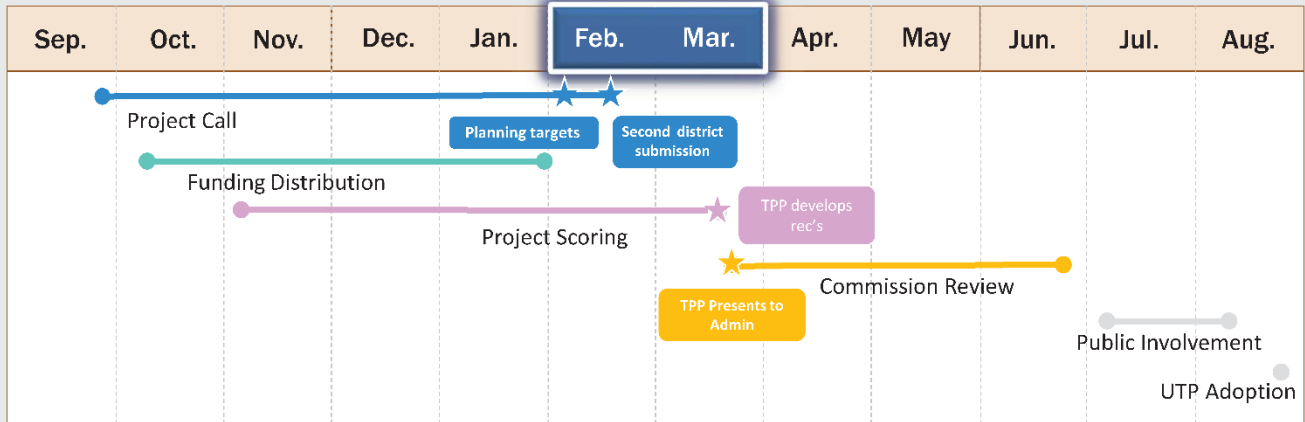 Sep. Oct. Nov. Dec. Jan. Feb. Mar. Apr. May Jun. Jul. Aug.
Project Call
Planning targets
Second district
submission
Funding Distribution
Project Scoring
TPP develops
rec's
Commission Review
TPP Presents to
Admin
Public Involvement
UTP Adoption